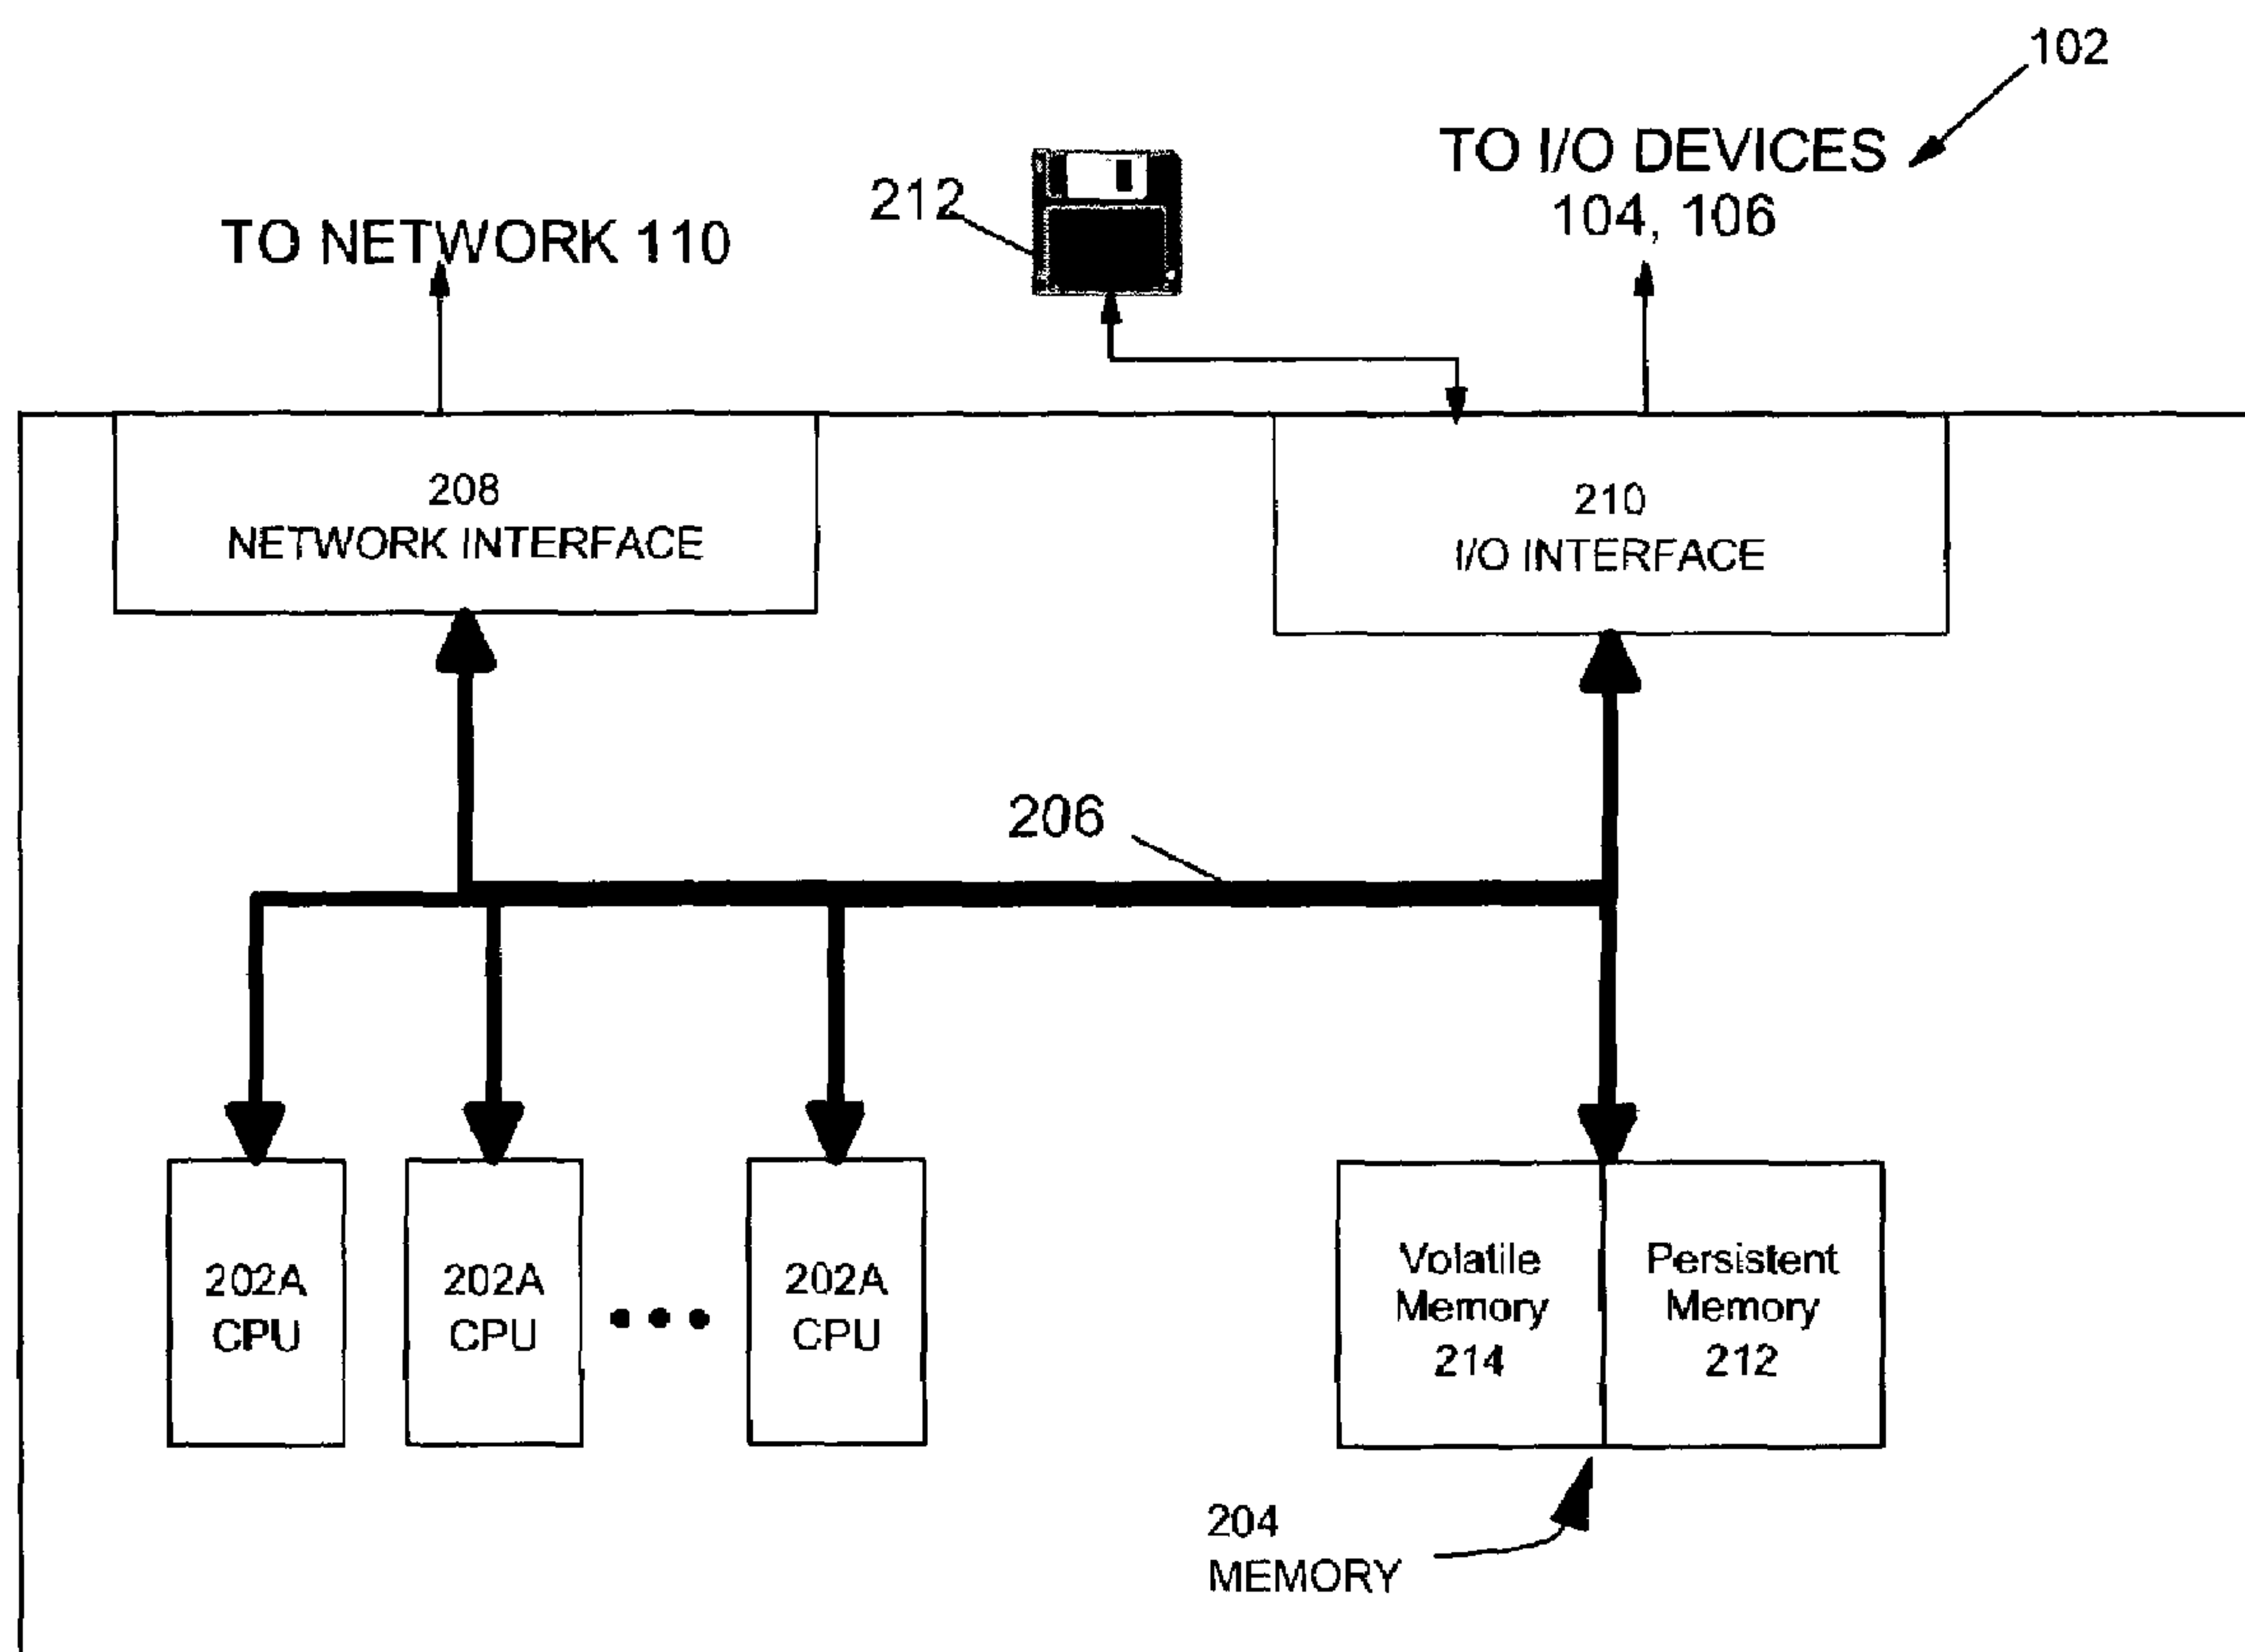 102
TO I/O DEVICES
104, 106
212
TO NETWORK 110
208
NETWORK INTERFACE
210
I/O INTERFACE
206
202A
CPU
202A
CPU
202A
CPU
Volatile
Memory
214
Persistent
Memory
212
204
MEMORY